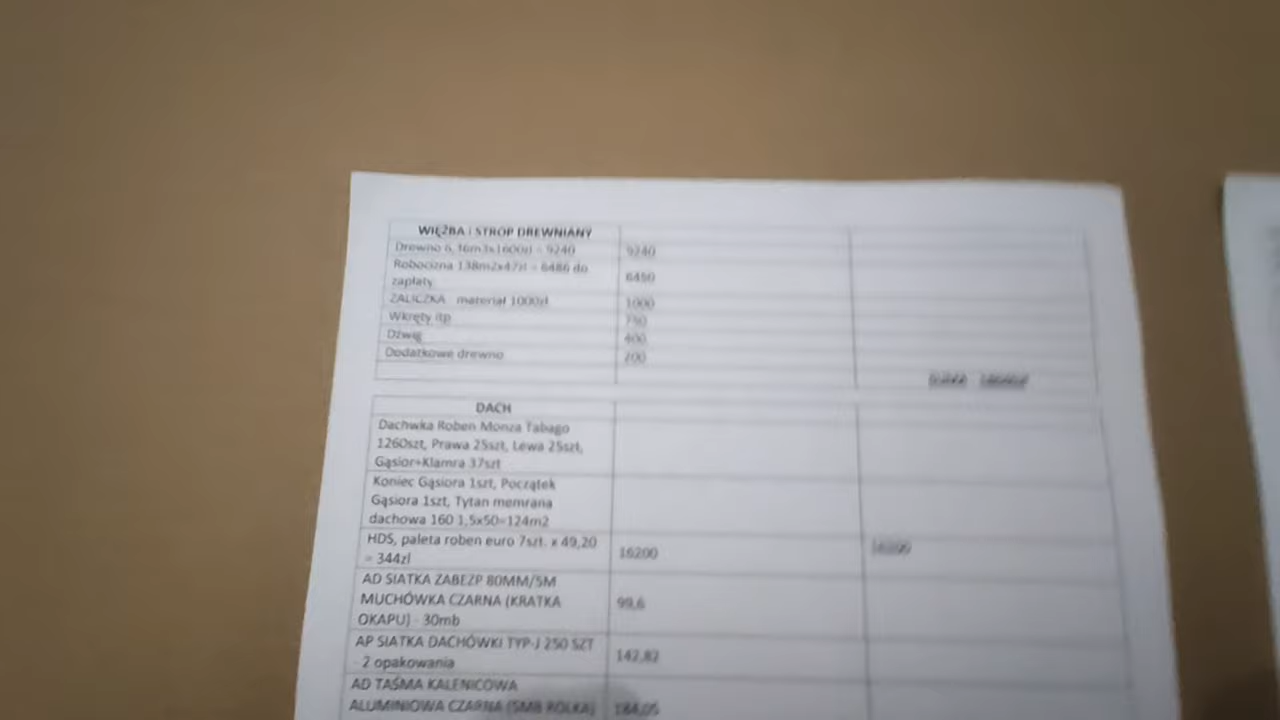 WIĘŹBA i STROP DREWNIANY
Drewno 6,16m3x1600zł = 9240 9240
Robocizna 138m2x47zł = 6486 do
zapłaty 6450
ZALICZKA materiał 1000zł 1000
Wkręty itp
Dźwig 400
Dodatkowe drewno 200
DACH
Dachwka Roben Monza Tabago
1260szt, Prawa 25szt, Lewa 25szt,
Gąsior+Klamra 37szt
Koniec Gąsiora 1szt, Początek
Gąsiora 1szt, Tytan memrana
dachowa 160 1,5x50=124m2
HDS, paleta roben euro 7szt. x 49,20
= 344zl 16200
AD SIATKA ZABEZP 80MM/5M
MUCHÓWKA CZARNA (KRATKA
OKAPU) - 30mb 99,6
AP SIATKA DACHÓWKI TYP-J 250 SZT
- 2 opakowania 142,82
AD TAŚMA KALENICOWA
ALUMINIOWA CZARNA (5MB ROLKA) 184,05